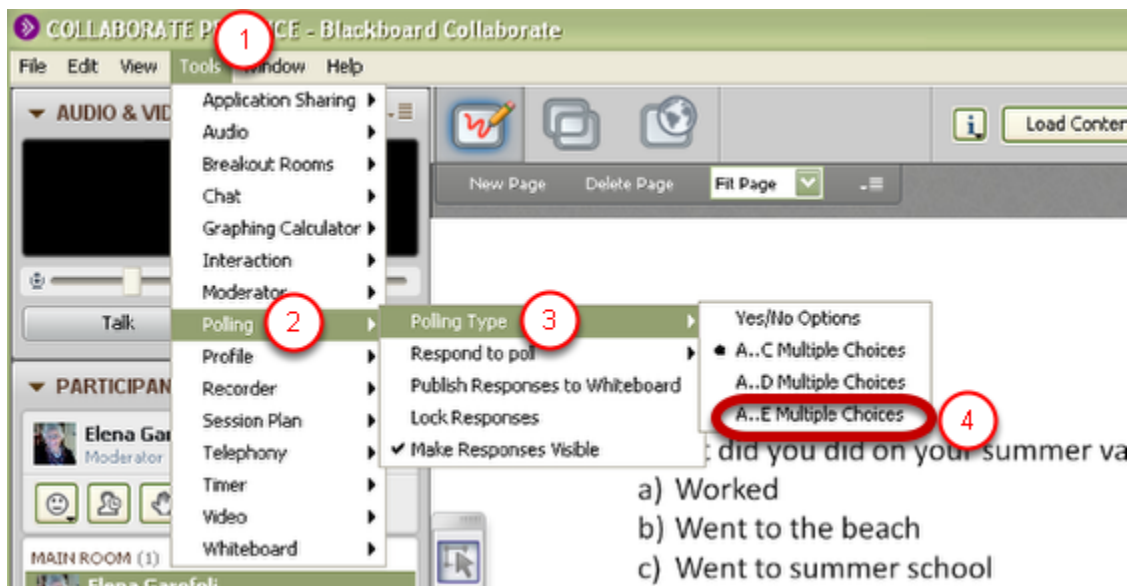 COLLABORATE P CE - Blackboard Collaborate
1
File Edit View Tools Window Help
AUDIO & VID
Application Sharing
Audio
Breakout Rooms
Chat
Graphing Calculator
Interaction
Moderator
Polling 2
Profile
Recorder
Session Plan
Telephony
Timer
Video
Whiteboard
Talk
PARTICIPAN
Elena Gar
Moderator
MAIN ROOM (1)
Elena Garofoli
Polling Type 3
Respond to poll
Publish Responses to Whiteboard
Lock Responses
Make Responses Visible
Yes/No Options
A..C Multiple Choices
A..D Multiple Choices
A..E Multiple Choices 4
i Load Conten
New Page Delete Page Fit Page
t did you did on your summer va
a) Worked
b) Went to the beach
c) Went to summer school